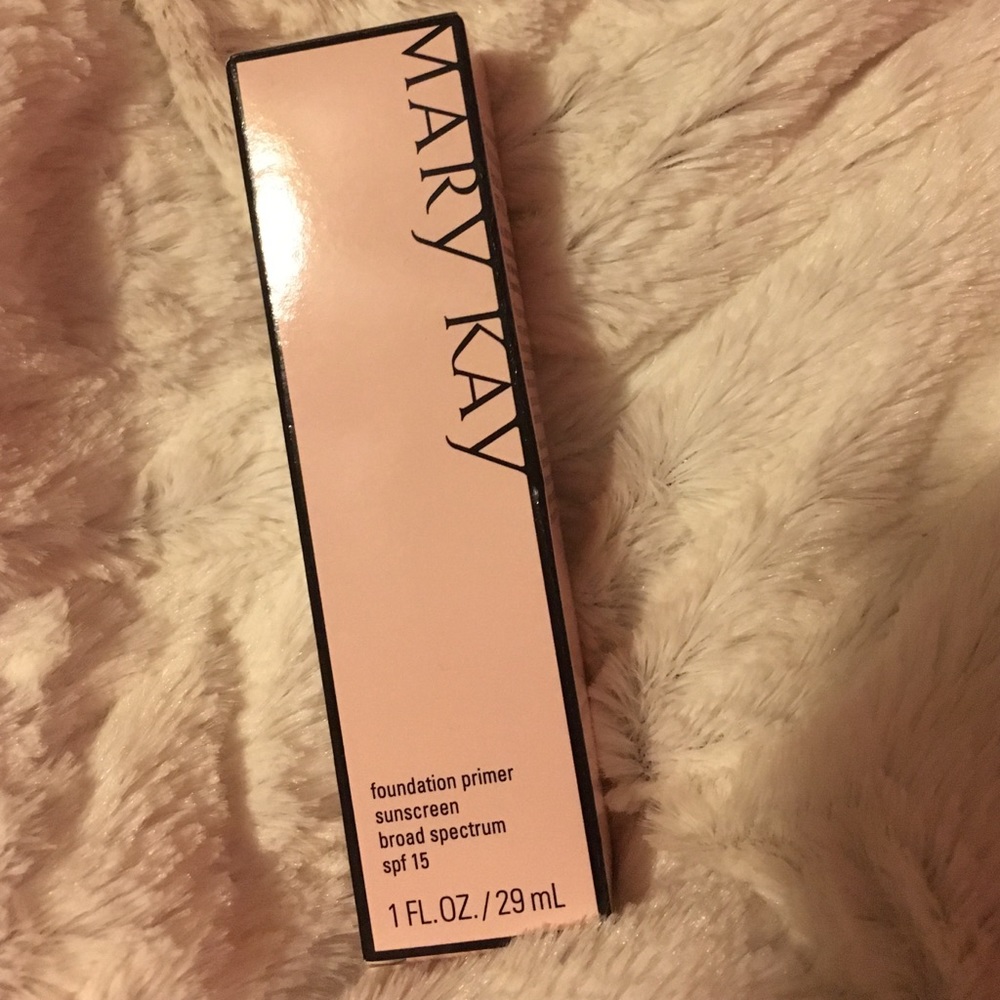 MARY KAY
foundation primer
sunscreen
broad spectrum
spf 15
1 FL.OZ./29 mL